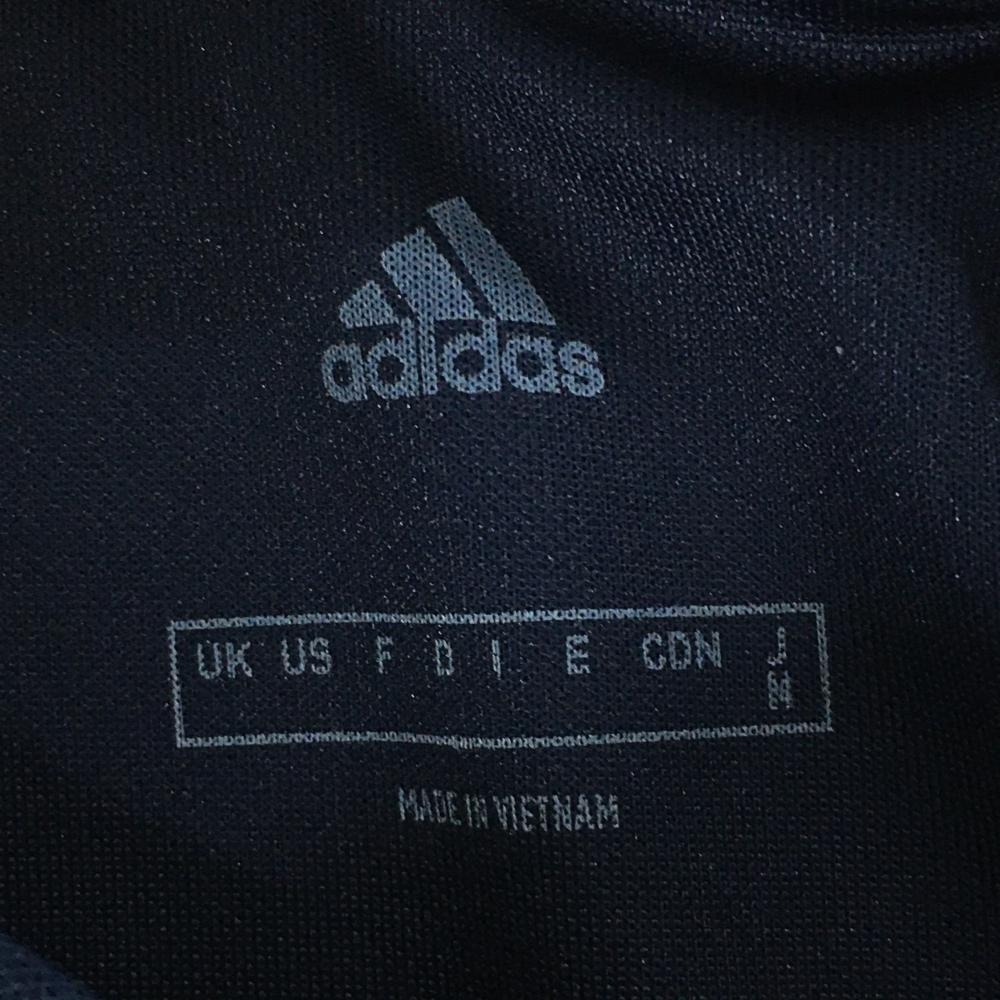 adidas
UK US F D I E CDN J
M
MADE IN VIETNAM